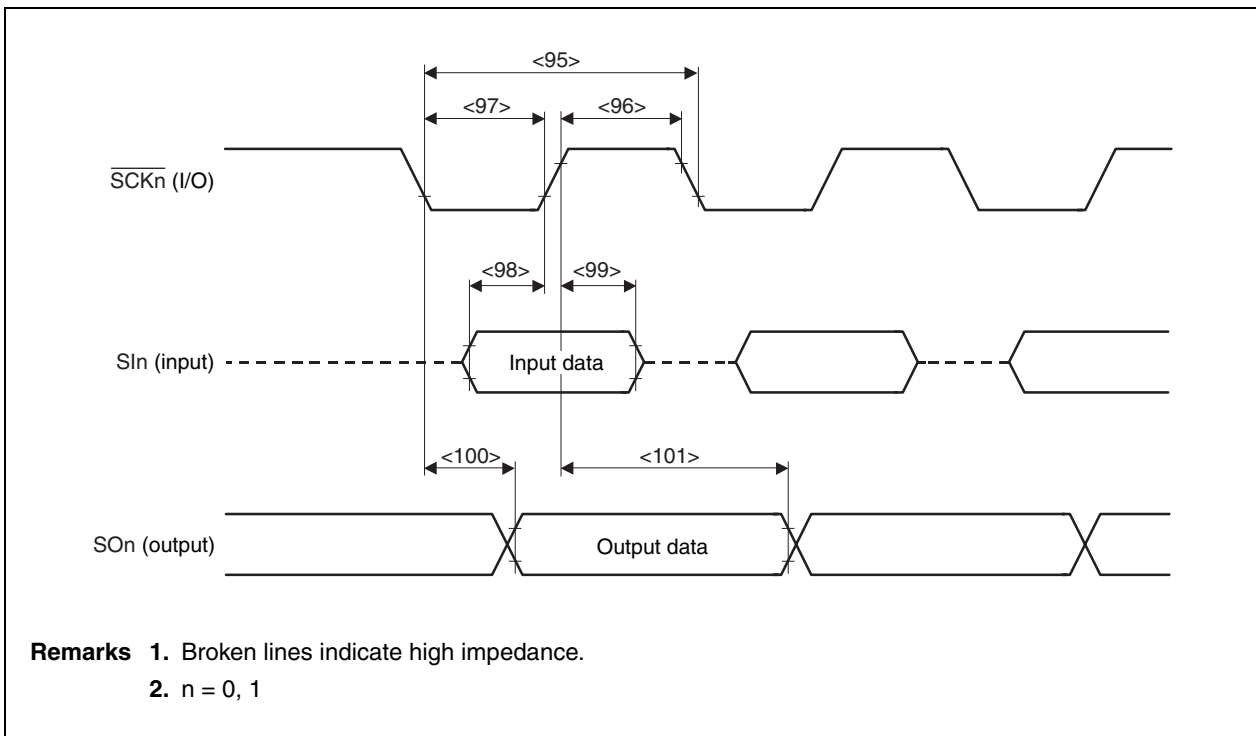 <95>
<97> <96>
SCKn (I/O)
<98> <99>
SIn (input)
Input data
<100> <101>
SOn (output)
Output data
Remarks 1. Broken lines indicate high impedance.
2. n = 0, 1